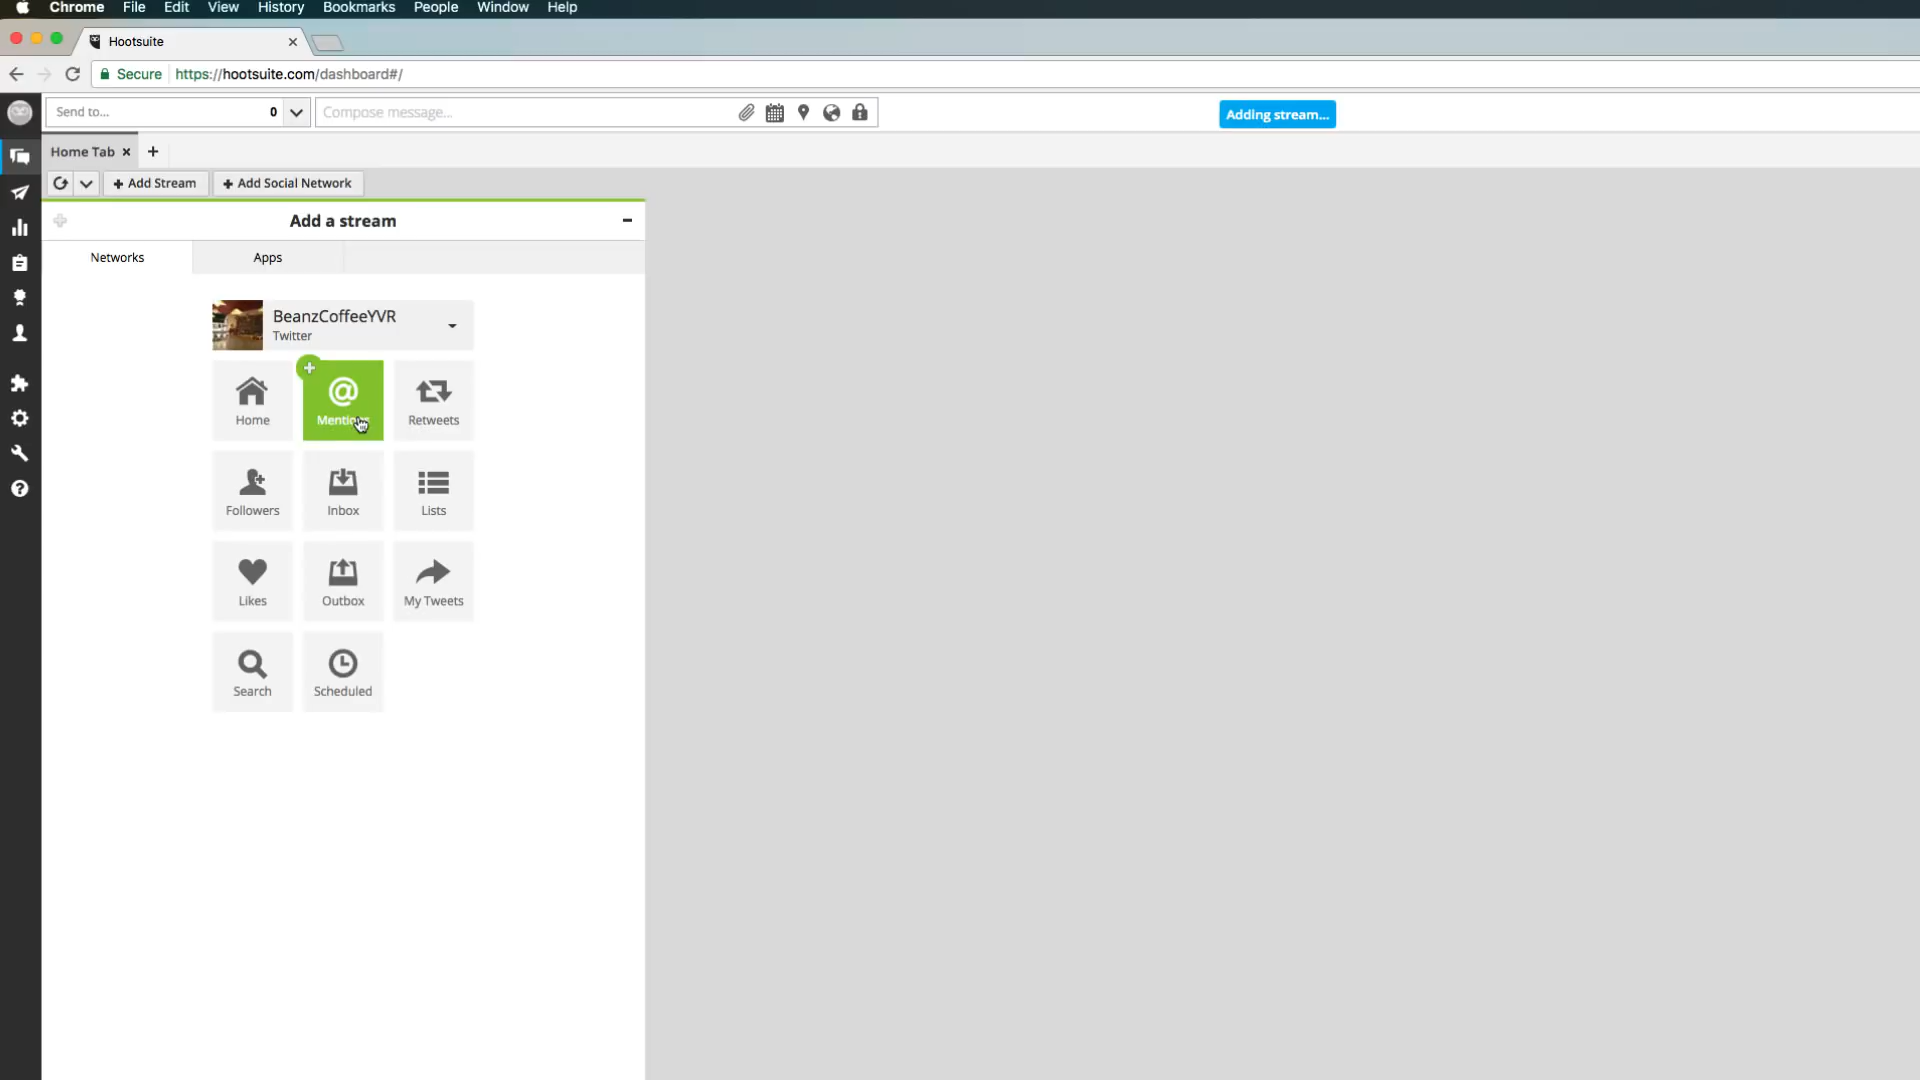 Chrome File Edit View History Bookmarks People Window Help
Hootsuite
Secure https://hootsuite.com/dashboard#/
Send to... 0 Compose message... Adding stream...
Home Tab
Add Stream Add Social Network
Add a stream
Networks Apps
BeanzCoffeeYVR
Twitter
Home Mentions Retweets
Followers Inbox Lists
Likes Outbox My Tweets
Search Scheduled